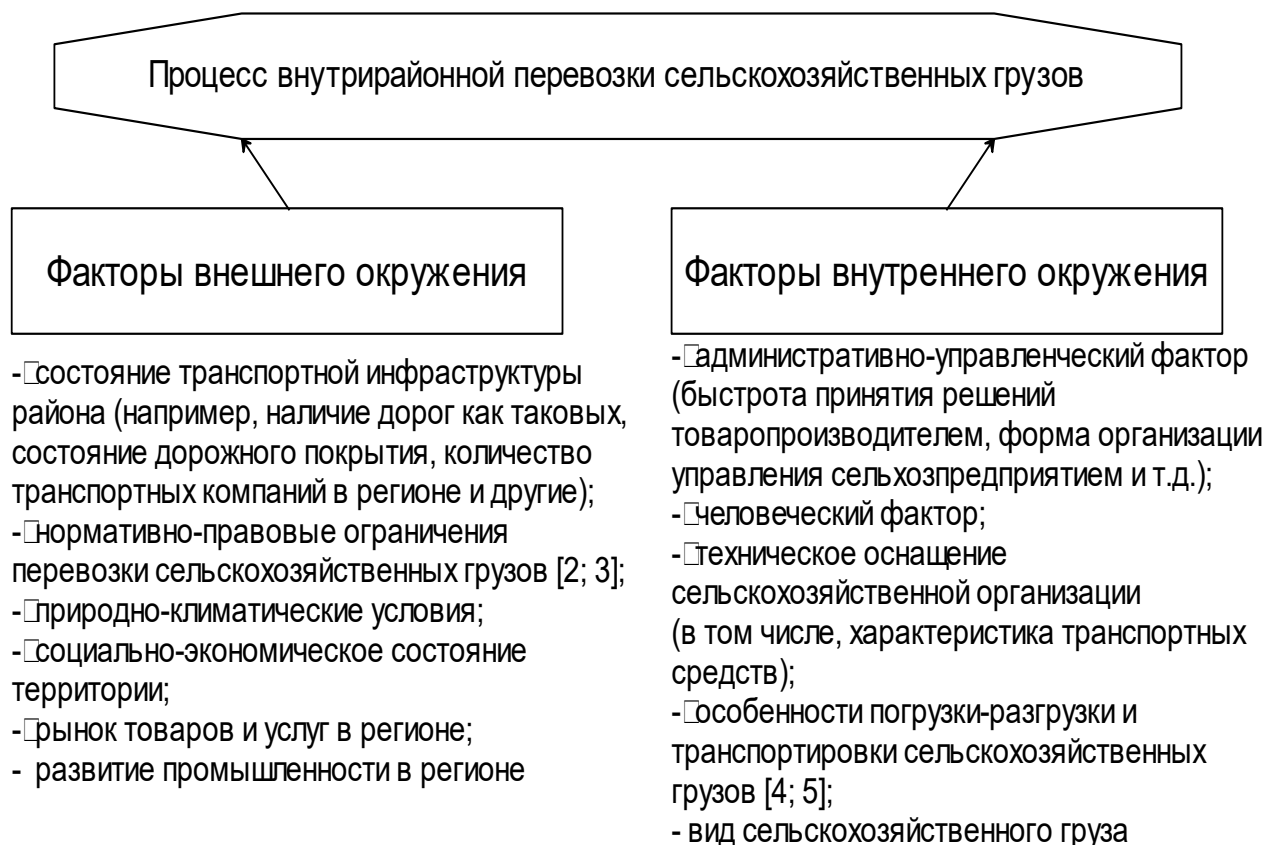 Процесс внутрирайонной перевозки сельскохозяйственных грузов
Факторы внешнего окружения
- состояние транспортной инфраструктуры
района (например, наличие дорог как таковых,
состояние дорожного покрытия, количество
транспортных компаний в регионе и другие);
- нормативно-правовые ограничения
перевозки сельскохозяйственных грузов [2; 3];
- природно-климатические условия;
- социально-экономическое состояние
территории;
- рынок товаров и услуг в регионе;
- развитие промышленности в регионе
Факторы внутреннего окружения
- административно-управленческий фактор
(быстрота принятия решений
товаропроизводителем, форма организации
управления сельхозпредприятием и т.д.);
- человеческий фактор;
- техническое оснащение
сельскохозяйственной организации
(в том числе, характеристика транспортных
средств);
- особенности погрузки-разгрузки и
транспортировки сельскохозяйственных
грузов [4; 5];
- вид сельскохозяйственного груза